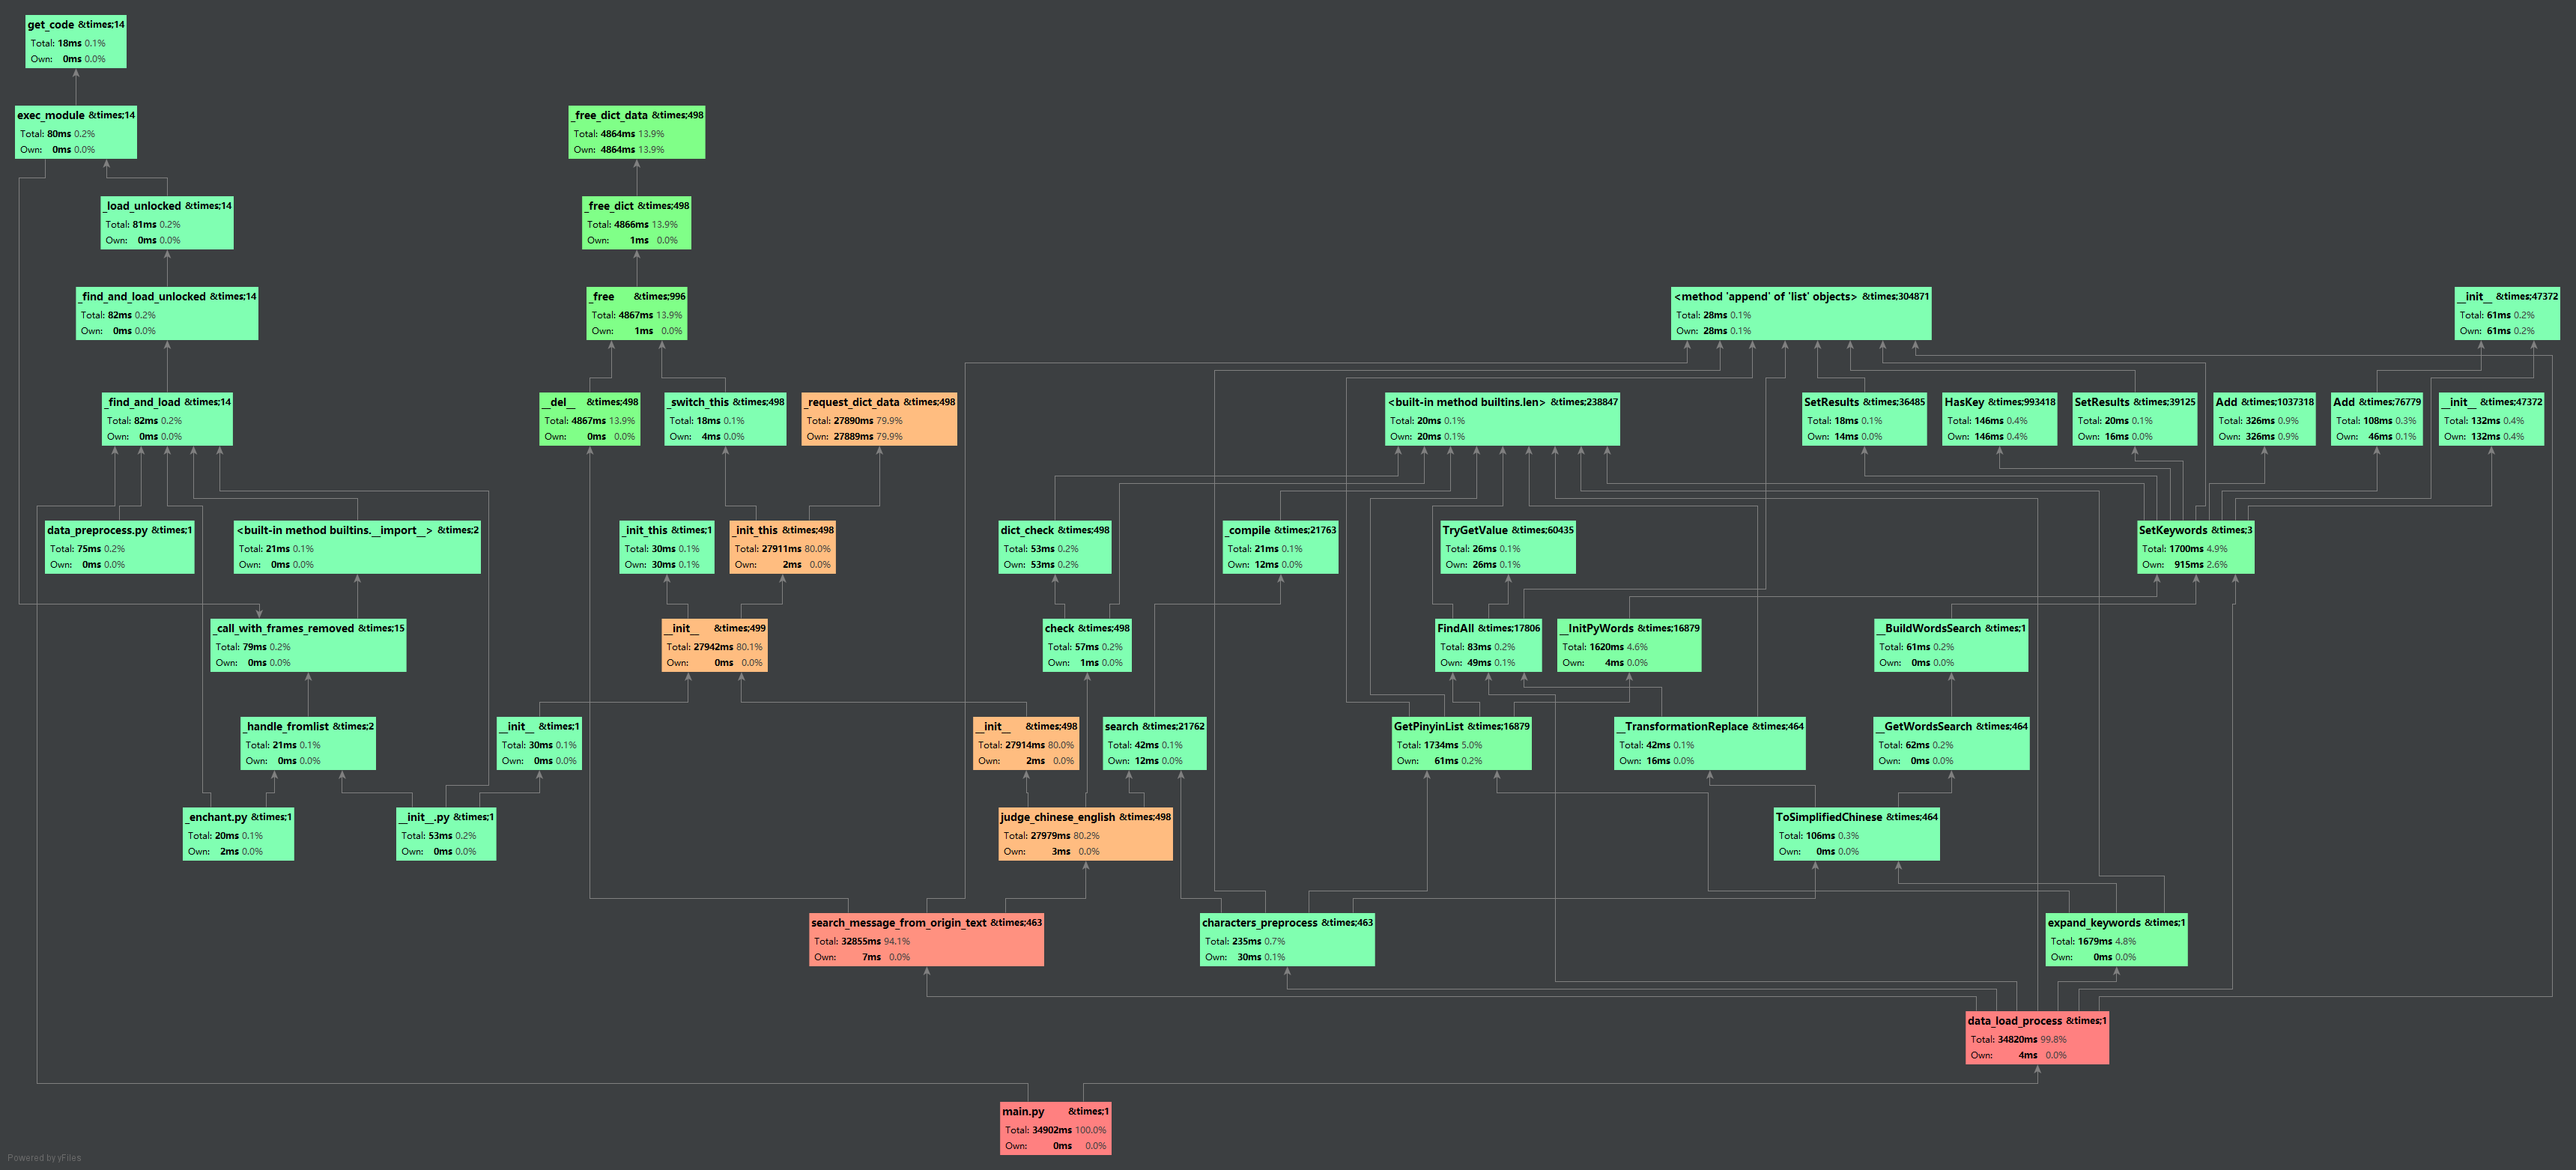 get_code &times;14
Total: 18ms 0.1%
Own: 0ms 0.0%
exec_module &times;14
Total: 80ms 0.2%
Own: 0ms 0.0%
_free_dict_data &times;498
Total: 4864ms 13.9%
Own: 4864ms 13.9%
_load_unlocked &times;14
Total: 81ms 0.2%
Own: 0ms 0.0%
_free_dict &times;498
Total: 4866ms 13.9%
Own: 1ms 0.0%
_find_and_load_unlocked &times;14
Total: 82ms 0.2%
Own: 0ms 0.0%
_free &times;996
Total: 4867ms 13.9%
Own: 1ms 0.0%
<method 'append' of 'list' objects> &times;304871
Total: 28ms 0.1%
Own: 28ms 0.1%
__init__ &times;47372
Total: 61ms 0.2%
Own: 61ms 0.2%
_find_and_load &times;14
Total: 82ms 0.2%
Own: 0ms 0.0%
__del__ &times;498
Total: 4867ms 13.9%
Own: 0ms 0.0%
_switch_this &times;498
Total: 18ms 0.1%
Own: 4ms 0.0%
_request_dict_data &times;498
Total: 27890ms 79.9%
Own: 27889ms 79.9%
<built-in method builtins.len> &times;238847
Total: 20ms 0.1%
Own: 20ms 0.1%
SetResults &times;36485
Total: 18ms 0.1%
Own: 14ms 0.0%
HasKey &times;993418
Total: 146ms 0.4%
Own: 146ms 0.4%
SetResults &times;39125
Total: 20ms 0.1%
Own: 16ms 0.0%
Add &times;1037318
Total: 326ms 0.9%
Own: 326ms 0.9%
Add &times;76779
Total: 108ms 0.3%
Own: 46ms 0.1%
__init__ &times;47372
Total: 132ms 0.4%
Own: 132ms 0.4%
data_preprocess.py &times;1
Total: 75ms 0.2%
Own: 0ms 0.0%
<built-in method builtins.__import__> &times;2
Total: 21ms 0.1%
Own: 0ms 0.0%
_init_this &times;1
Total: 30ms 0.1%
Own: 30ms 0.1%
_init_this &times;498
Total: 27911ms 80.0%
Own: 2ms 0.0%
dict_check &times;498
Total: 53ms 0.2%
Own: 53ms 0.2%
_compile &times;21763
Total: 21ms 0.1%
Own: 12ms 0.0%
TryGetValue &times;60435
Total: 26ms 0.1%
Own: 26ms 0.1%
SetKeywords &times;3
Total: 1700ms 4.9%
Own: 915ms 2.6%
_call_with_frames_removed &times;15
Total: 79ms 0.2%
Own: 0ms 0.0%
__init__ &times;499
Total: 27942ms 80.1%
Own: 0ms 0.0%
check &times;498
Total: 57ms 0.2%
Own: 1ms 0.0%
FindAll &times;17806
Total: 83ms 0.2%
Own: 49ms 0.1%
__InitPyWords &times;16879
Total: 1620ms 4.6%
Own: 4ms 0.0%
__BuildWordsSearch &times;1
Total: 61ms 0.2%
Own: 0ms 0.0%
_handle_fromlist &times;2
Total: 21ms 0.1%
Own: 0ms 0.0%
__init__ &times;1
Total: 30ms 0.1%
Own: 0ms 0.0%
__init__ &times;498
Total: 27914ms 80.0%
Own: 2ms 0.0%
search &times;21762
Total: 42ms 0.1%
Own: 12ms 0.0%
GetPinyinList &times;16879
Total: 1734ms 5.0%
Own: 61ms 0.2%
__TransformationReplace &times;464
Total: 42ms 0.1%
Own: 16ms 0.0%
__GetWordsSearch &times;464
Total: 62ms 0.2%
Own: 0ms 0.0%
_enchant.py &times;1
Total: 20ms 0.1%
Own: 2ms 0.0%
__init__.py &times;1
Total: 53ms 0.2%
Own: 0ms 0.0%
judge_chinese_english &times;498
Total: 27979ms 80.2%
Own: 3ms 0.0%
ToSimplifiedChinese &times;464
Total: 106ms 0.3%
Own: 0ms 0.0%
search_message_from_origin_text &times;463
Total: 32855ms 94.1%
Own: 7ms 0.0%
characters_preprocess &times;463
Total: 235ms 0.7%
Own: 30ms 0.1%
expand_keywords &times;1
Total: 1679ms 4.8%
Own: 0ms 0.0%
data_load_process &times;1
Total: 34820ms 99.8%
Own: 4ms 0.0%
main.py &times;1
Total: 34902ms 100.0%
Own: 0ms 0.0%
Powered by yFiles